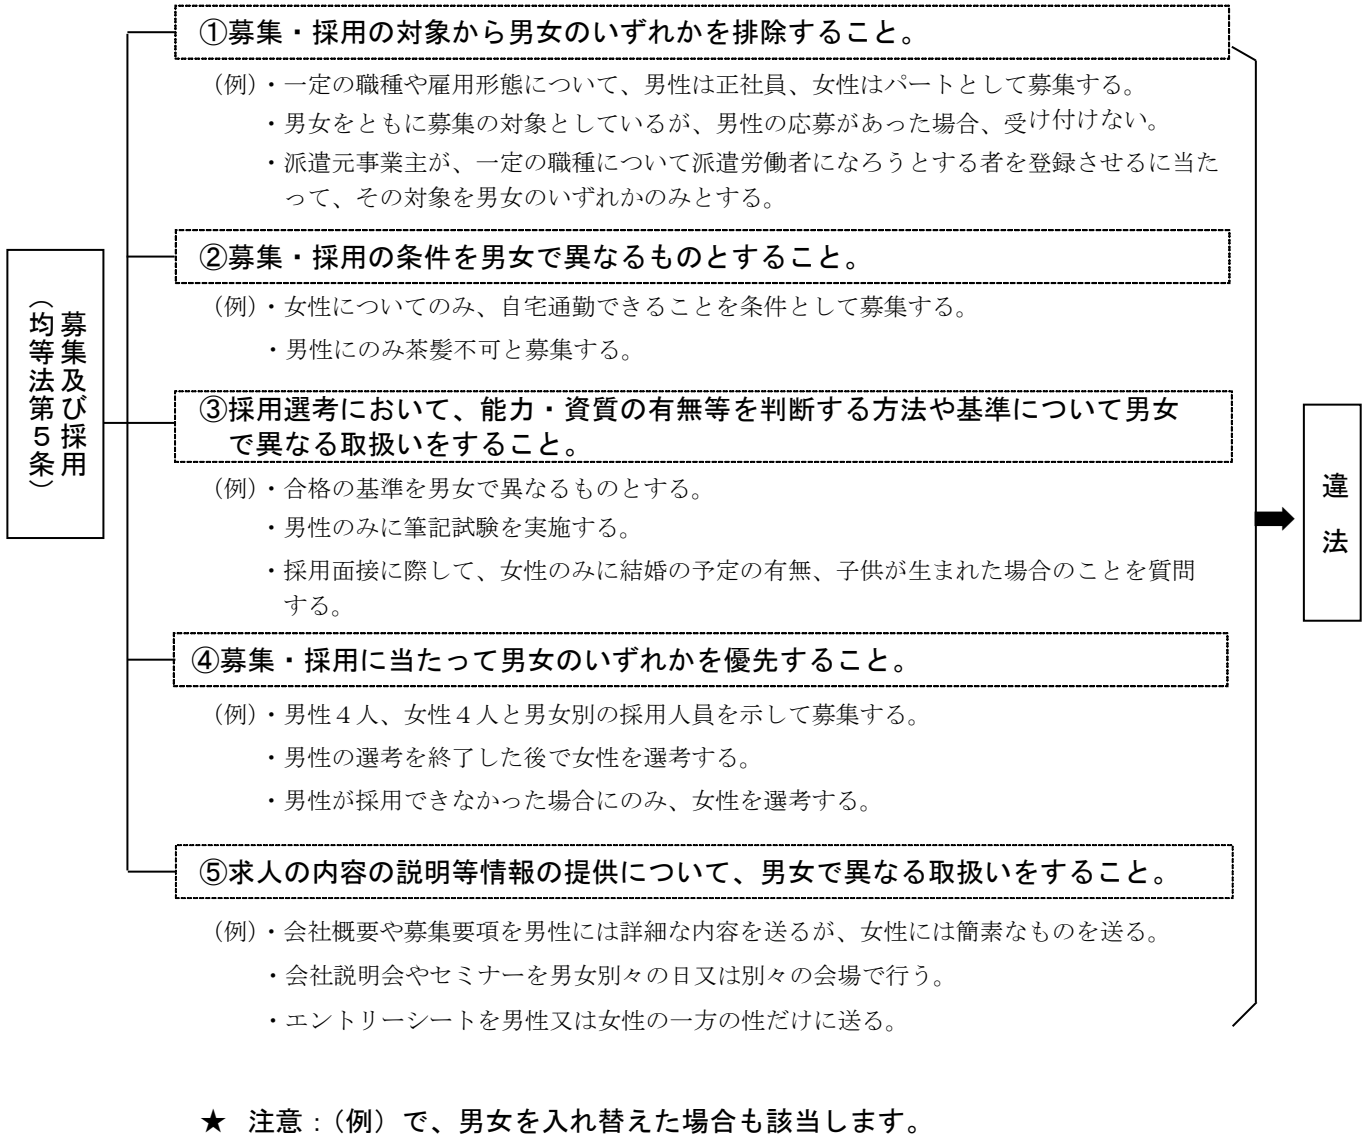 募集及び採用
（均等法第５条）
①募集・採用の対象から男女のいずれかを排除すること。
（例）・一定の職種や雇用形態について、男性は正社員、女性はパートとして募集する。
・男女をともに募集の対象としているが、男性の応募があった場合、受け付けない。
・派遣元事業主が、一定の職種について派遣労働者になろうとする者を登録させるに当た
って、その対象を男女のいずれかのみとする。
②募集・採用の条件を男女で異なるものとすること。
（例）・女性についてのみ、自宅通勤できることを条件として募集する。
・男性にのみ茶髪不可と募集する。
③採用選考において、能力・資質の有無等を判断する方法や基準について男女
で異なる取扱いをすること。
（例）・合格の基準を男女で異なるものとする。
・男性のみに筆記試験を実施する。
・採用面接に際して、女性のみに結婚の予定の有無、子供が生まれた場合のことを質問
する。
④募集・採用に当たって男女のいずれかを優先すること。
（例）・男性４人、女性４人と男女別の採用人員を示して募集する。
・男性の選考を終了した後で女性を選考する。
・男性が採用できなかった場合にのみ、女性を選考する。
⑤求人の内容の説明等情報の提供について、男女で異なる取扱いをすること。
（例）・会社概要や募集要項を男性には詳細な内容を送るが、女性には簡素なものを送る。
・会社説明会やセミナーを男女別々の日又は別々の会場で行う。
・エントリーシートを男性又は女性の一方の性だけに送る。
違法
★ 注意：（例）で、男女を入れ替えた場合も該当します。